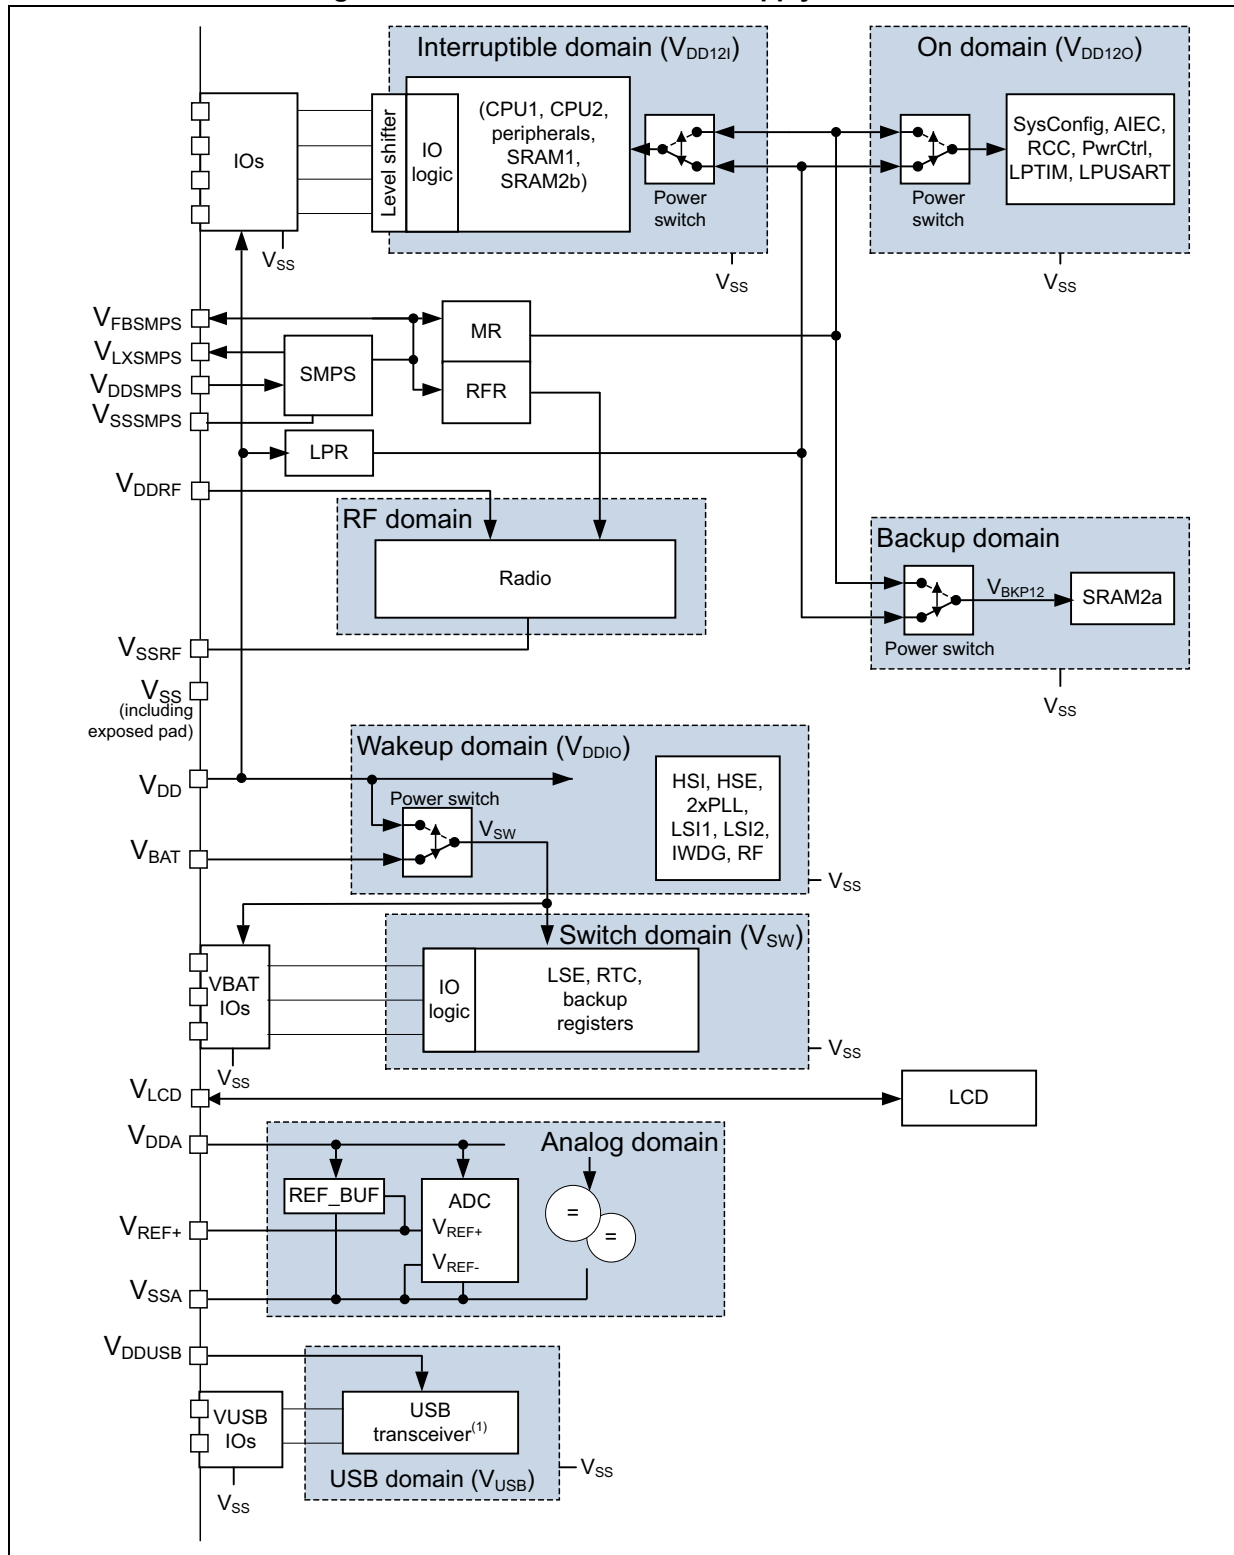 Interruptible domain (VDD12I)
On domain (VDD12O)
IOs
Level shifter
IO
logic
(CPU1, CPU2,
peripherals,
SRAM1,
SRAM2b)
Power
switch
Power
switch
SysConfig, AIEC,
RCC, PwrCtrl,
LPTIM, LPUSART
VSS
VSS
VSS
VFBSMPS
VLXSMPS
VDDSMPS
VSSSMPS
SMPS
MR
RFR
LPR
VDDRF
RF domain
Radio
VSSRF
Backup domain
VBKP12
SRAM2a
Power switch
VSS
VSS
(including
exposed pad)
Wakeup domain (VDDIO)
VDD
Power switch
VSW
VBAT
HSI, HSE,
2xPLL,
LSI1, LSI2,
IWDG, RF
VSS
Switch domain (VSW)
VBAT
IOs
IO
logic
LSE, RTC,
backup
registers
VSS
VSS
VLCD
LCD
VDDA
Analog domain
REF_BUF
ADC
VREF+
VREF-
=
=
VREF+
VSSA
VDDUSB
VUSB
IOs
USB
transceiver(1)
USB domain (VUSB)
VSS
VSS